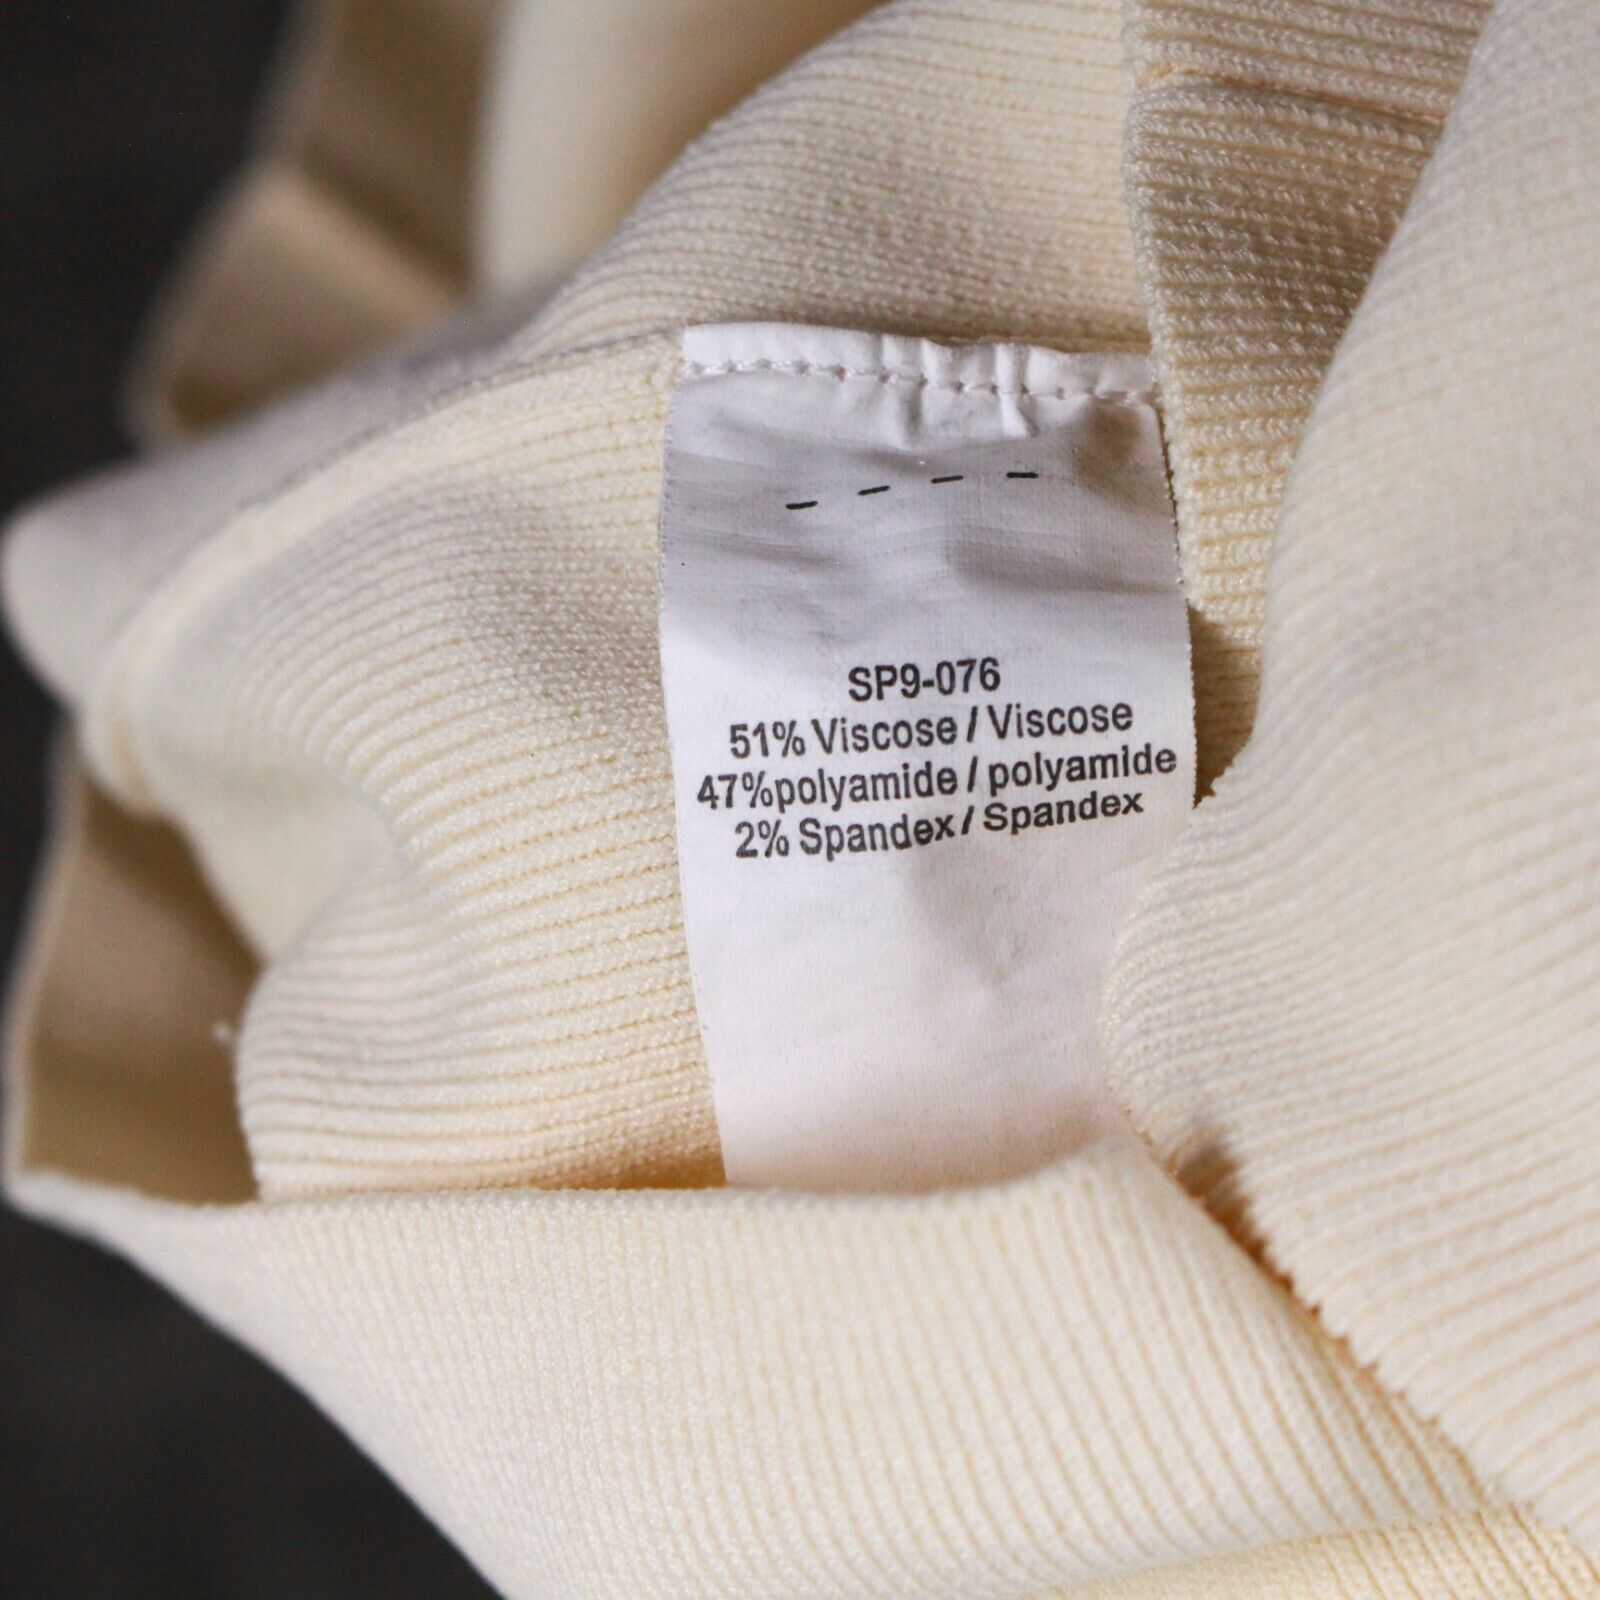 SP9-076
51% Viscose / Viscose
47%polyamide / polyamide
2% Spandex / Spandex